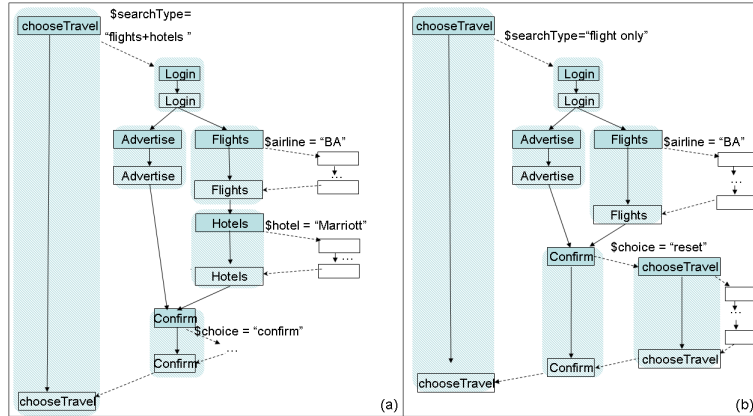 chooseTravel
$searchType=
“flights+hotels ”
Login
Login
Advertise
Flights
$airline = “BA”
...
Advertise
Flights
Hotels
$hotel = “Marriott”
...
Hotels
Confirm
$choice = “confirm”
...
Confirm
chooseTravel
(a)
chooseTravel
$searchType=“flight only”
Login
Login
Advertise
Flights
$airline = “BA”
...
Advertise
Flights
Confirm
$choice = “reset”
chooseTravel
...
chooseTravel
Confirm
chooseTravel
(b)